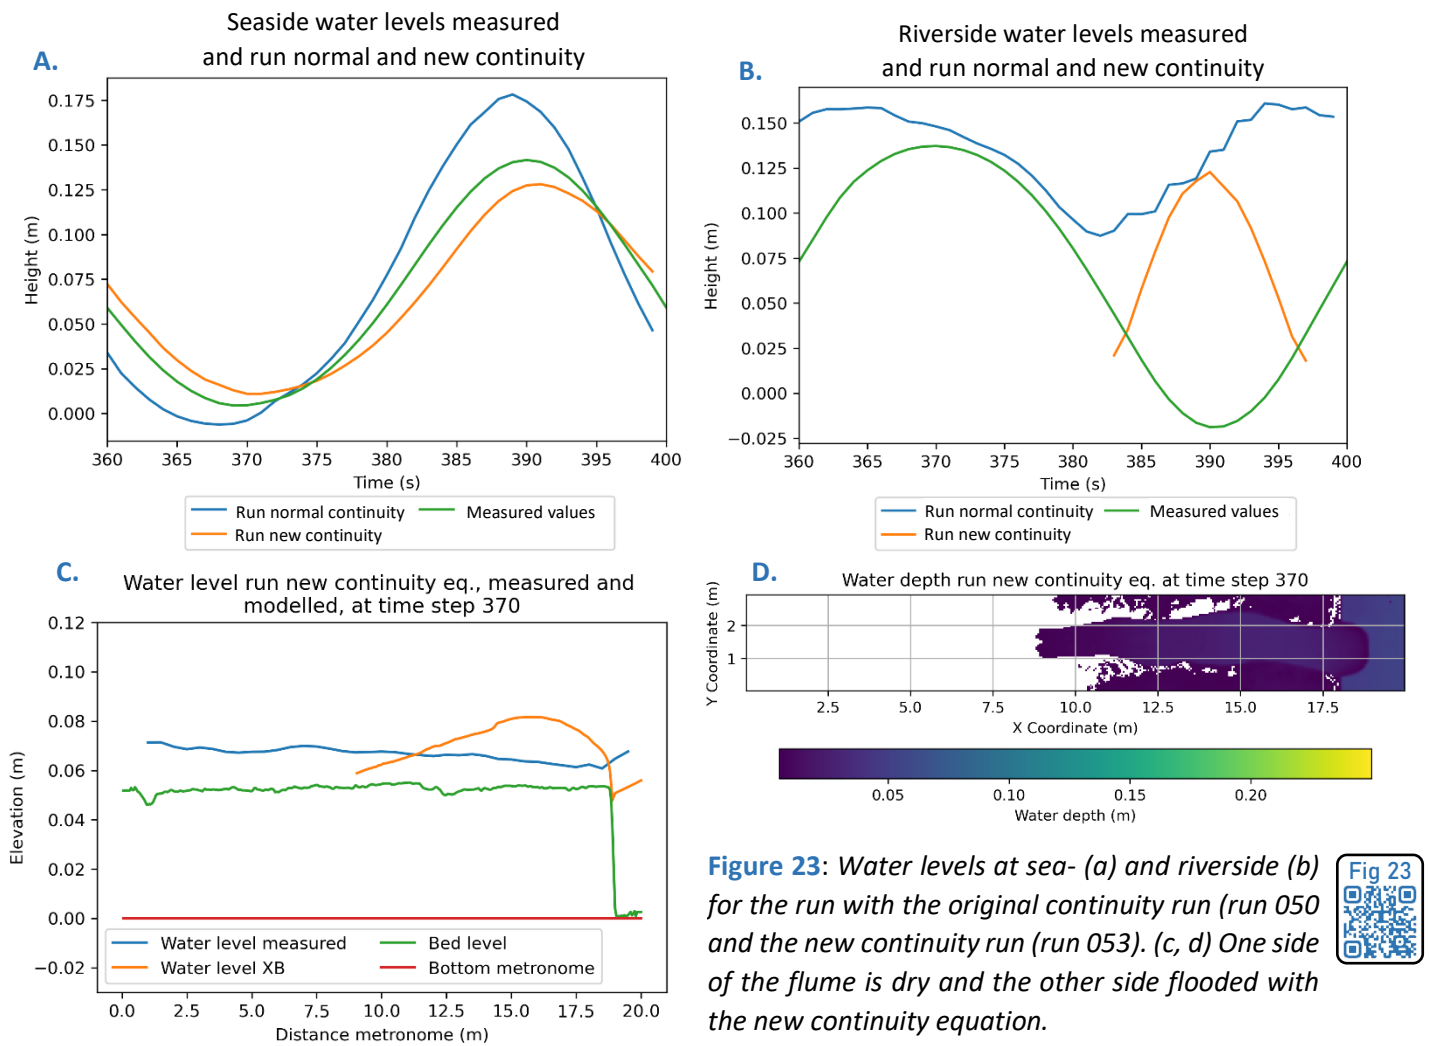 Seaside water levels measured
and run normal and new continuity
A.
Height (m)
0.175
0.150
0.125
0.100
0.075
0.050
0.025
0.000
360 365 370 375 380 385 390 395 400
Time (s)
Run normal continuity Measured values
Run new continuity
Riverside water levels measured
and run normal and new continuity
B.
Height (m)
0.150
0.125
0.100
0.075
0.050
0.025
0.000
−0.025
360 365 370 375 380 385 390 395 400
Time (s)
Run normal continuity Measured values
Run new continuity
C.
Water level run new continuity eq., measured and
modelled, at time step 370
Elevation (m)
0.12
0.10
0.08
0.06
0.04
0.02
0.00
−0.02
Water level measured Bed level
Water level XB Bottom metronome
0.0 2.5 5.0 7.5 10.0 12.5 15.0 17.5 20.0
Distance metronome (m)
D.
Water depth run new continuity eq. at time step 370
Y Coordinate (m)
2
1
2.5 5.0 7.5 10.0 12.5 15.0 17.5
X Coordinate (m)
0.05 0.10 0.15 0.20
Water depth (m)
Figure 23: Water levels at sea- (a) and riverside (b)
for the run with the original continuity run (run 050
and the new continuity run (run 053). (c, d) One side
of the flume is dry and the other side flooded with
the new continuity equation.
Fig 23